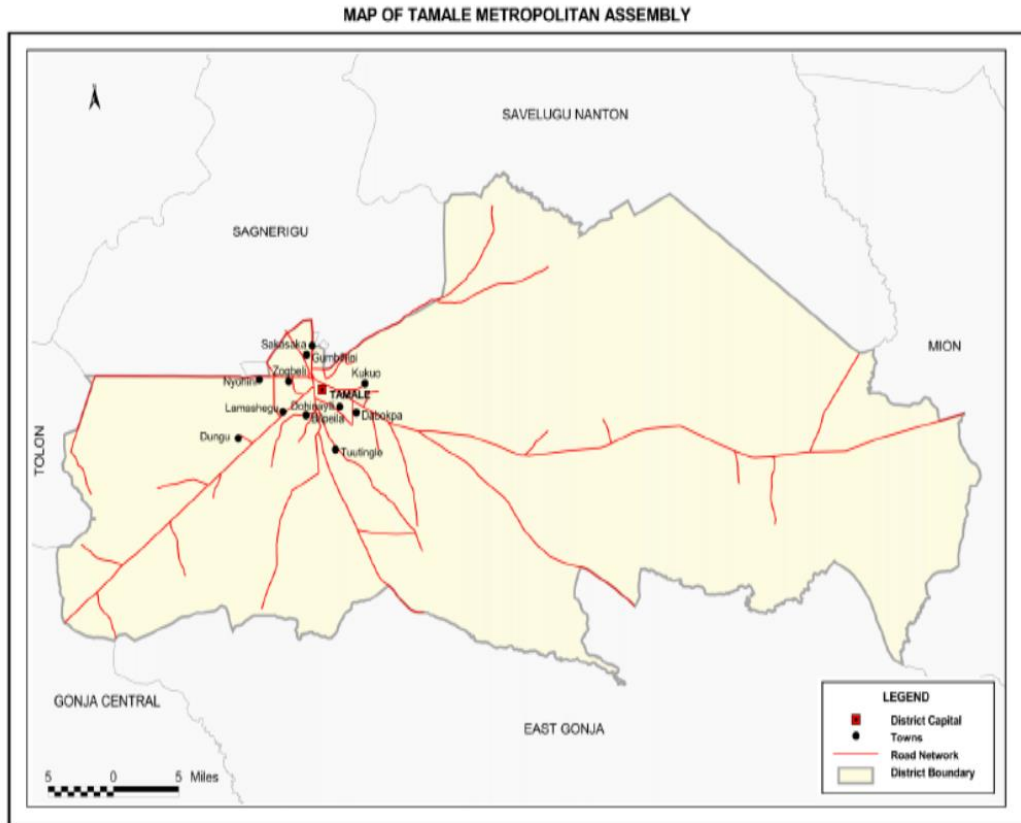 MAP OF TAMALE METROPOLITAN ASSEMBLY
SAVELUGU NANTON
SAGNERIGU
MION
Sakasaka
Gumbihini
Zogbeli
Kukuo
Nyohini
TAMALE
Dohinayili
Lamashegu
Dabokpa
Dungu
Tuutingle
TOLON
GONJA CENTRAL
EAST GONJA
LEGEND
District Capital
Towns
Road Network
District Boundary
5 0 5 Miles